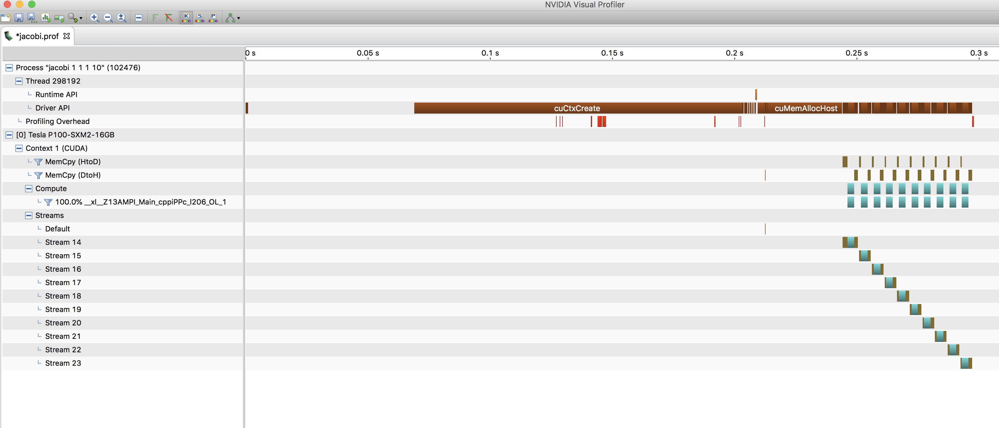 NVIDIA Visual Profiler
F
K S P
*jacobi.prof
0 s 0.05 s 0.1 s 0.15 s 0.2 s 0.25 s 0.3 s
Process "jacobi 1 1 1 10" (102476)
Thread 298192
Runtime API
Driver API cuCtxCreate cuMemAllocHost
Profiling Overhead
[0] Tesla P100-SXM2-16GB
Context 1 (CUDA)
MemCpy (HtoD)
MemCpy (DtoH)
Compute
100.0% __xl__Z13AMPI_Main_cppiPPc_l206_OL_1
Streams
Default
Stream 14
Stream 15
Stream 16
Stream 17
Stream 18
Stream 19
Stream 20
Stream 21
Stream 22
Stream 23